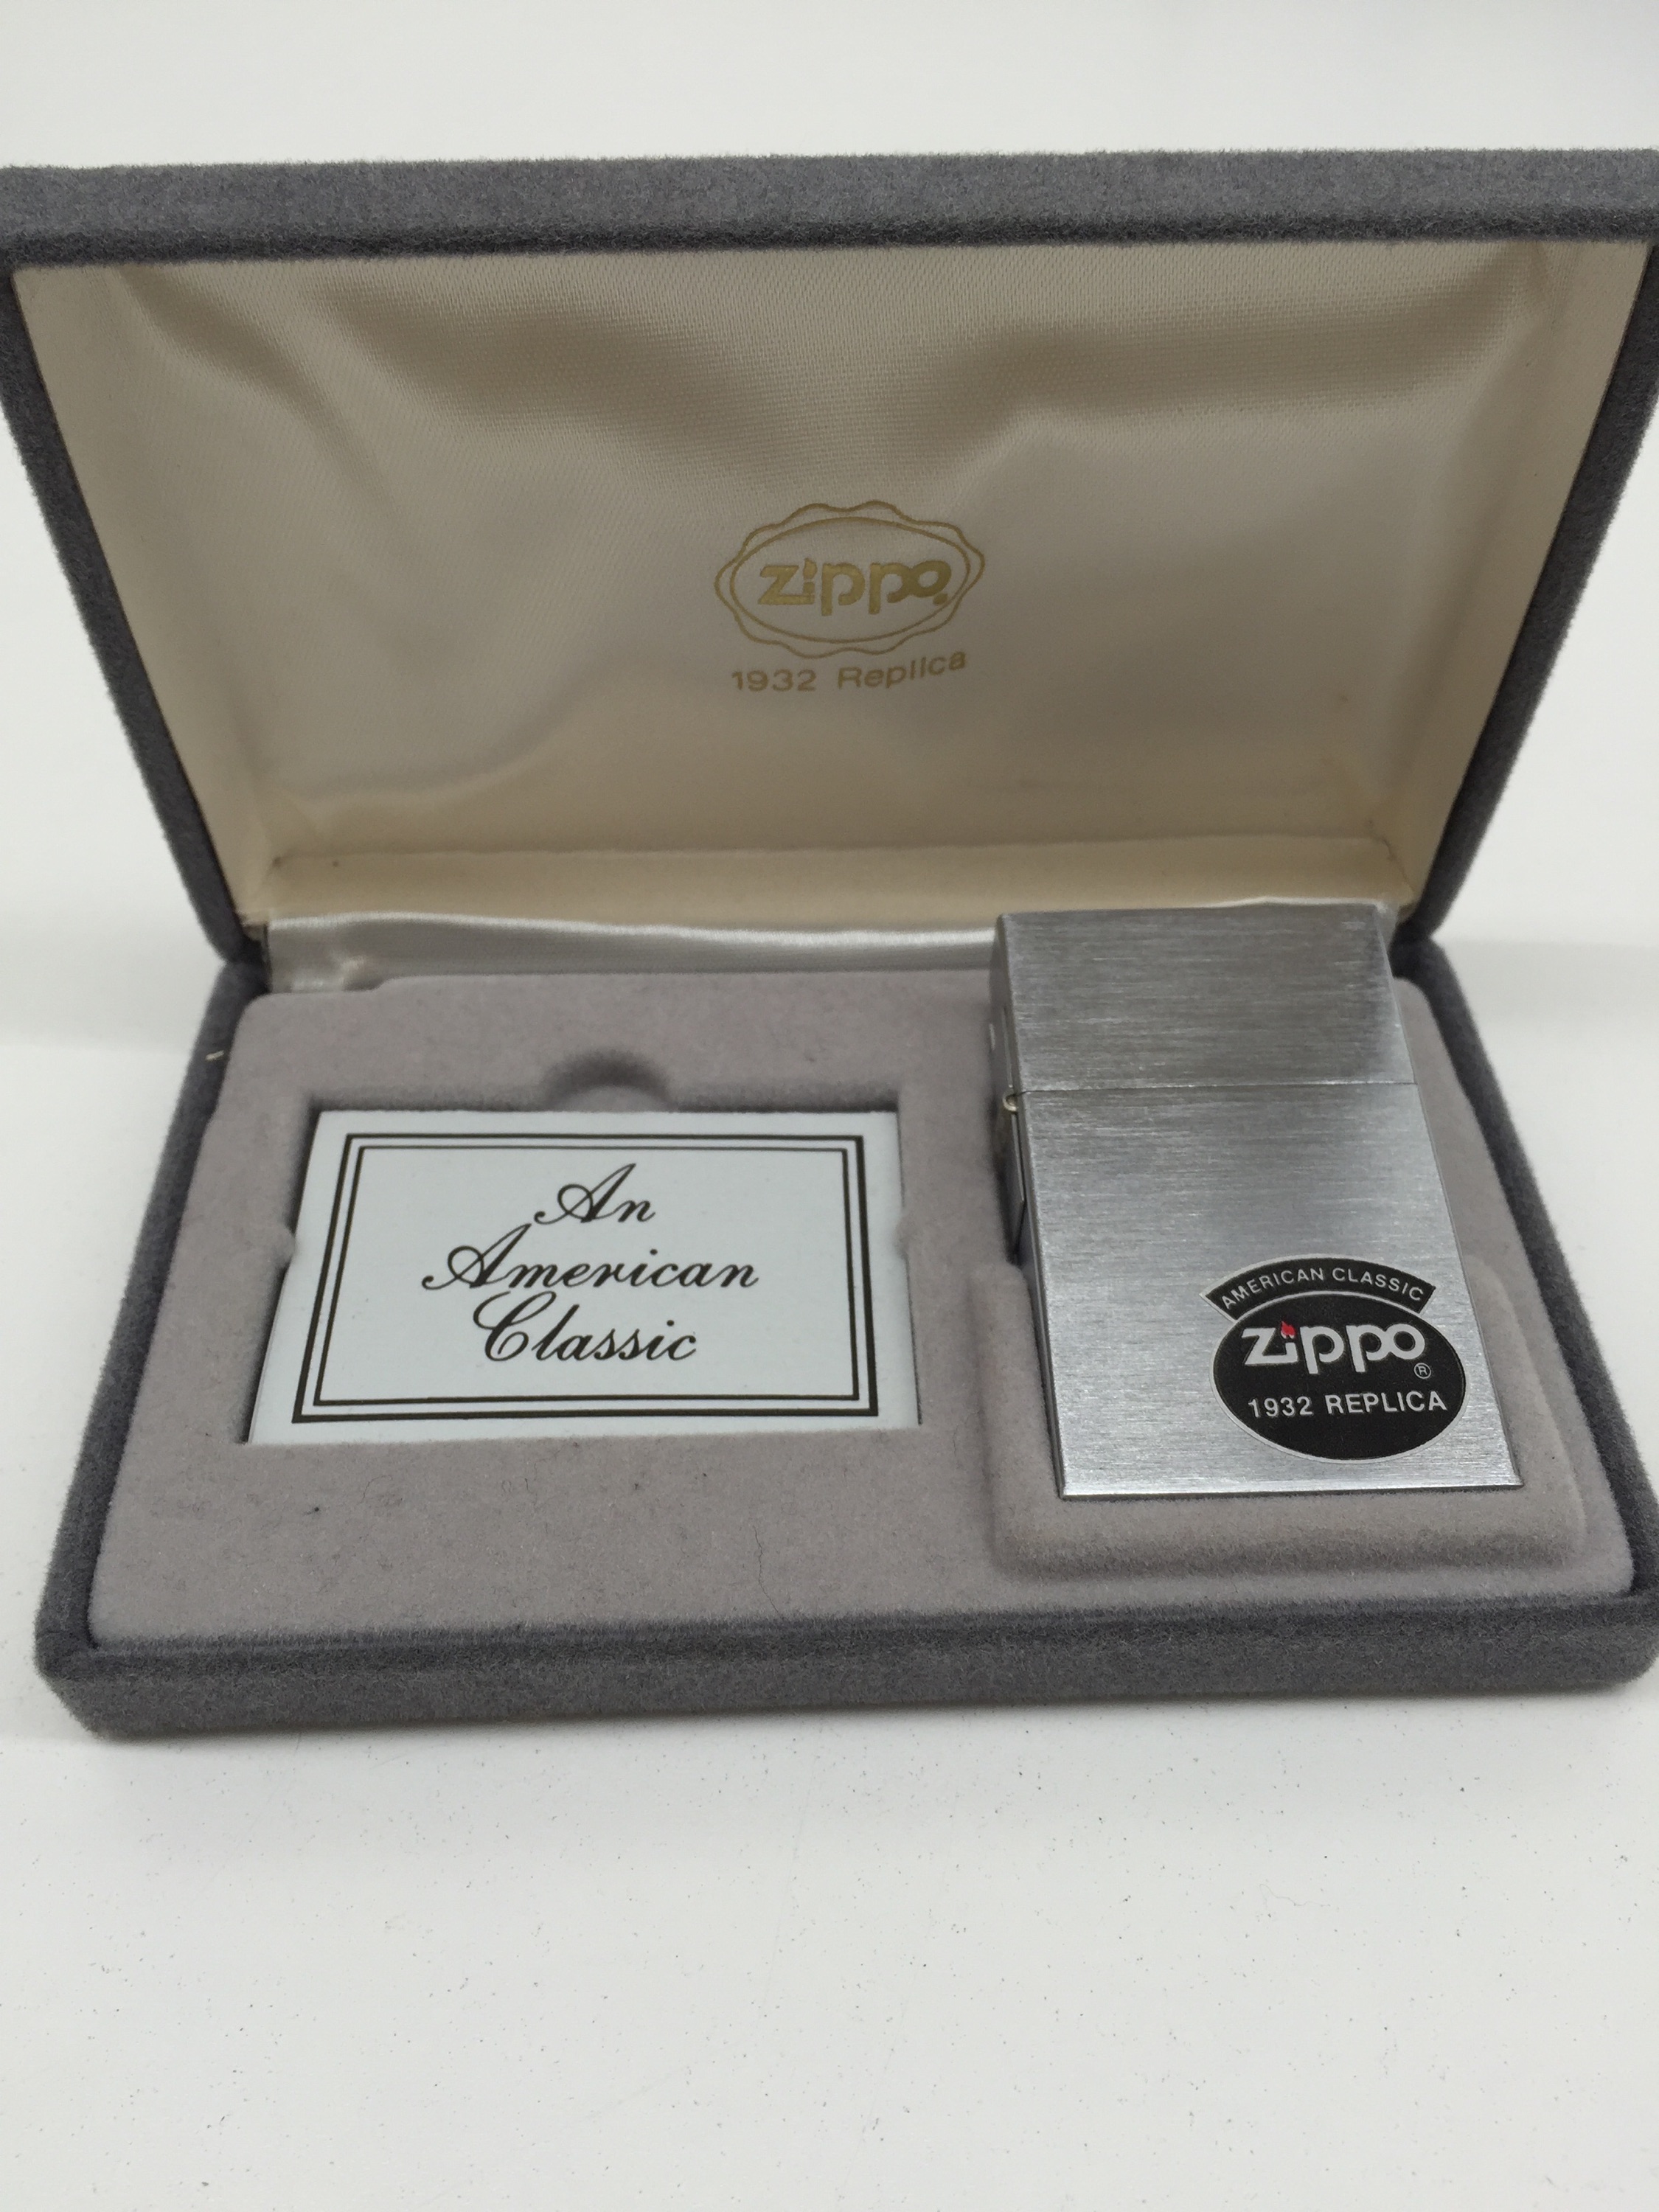 zippo
1932 Replica
An
American
Classic
AMERICAN CLASSIC
zippo®
1932 REPLICA